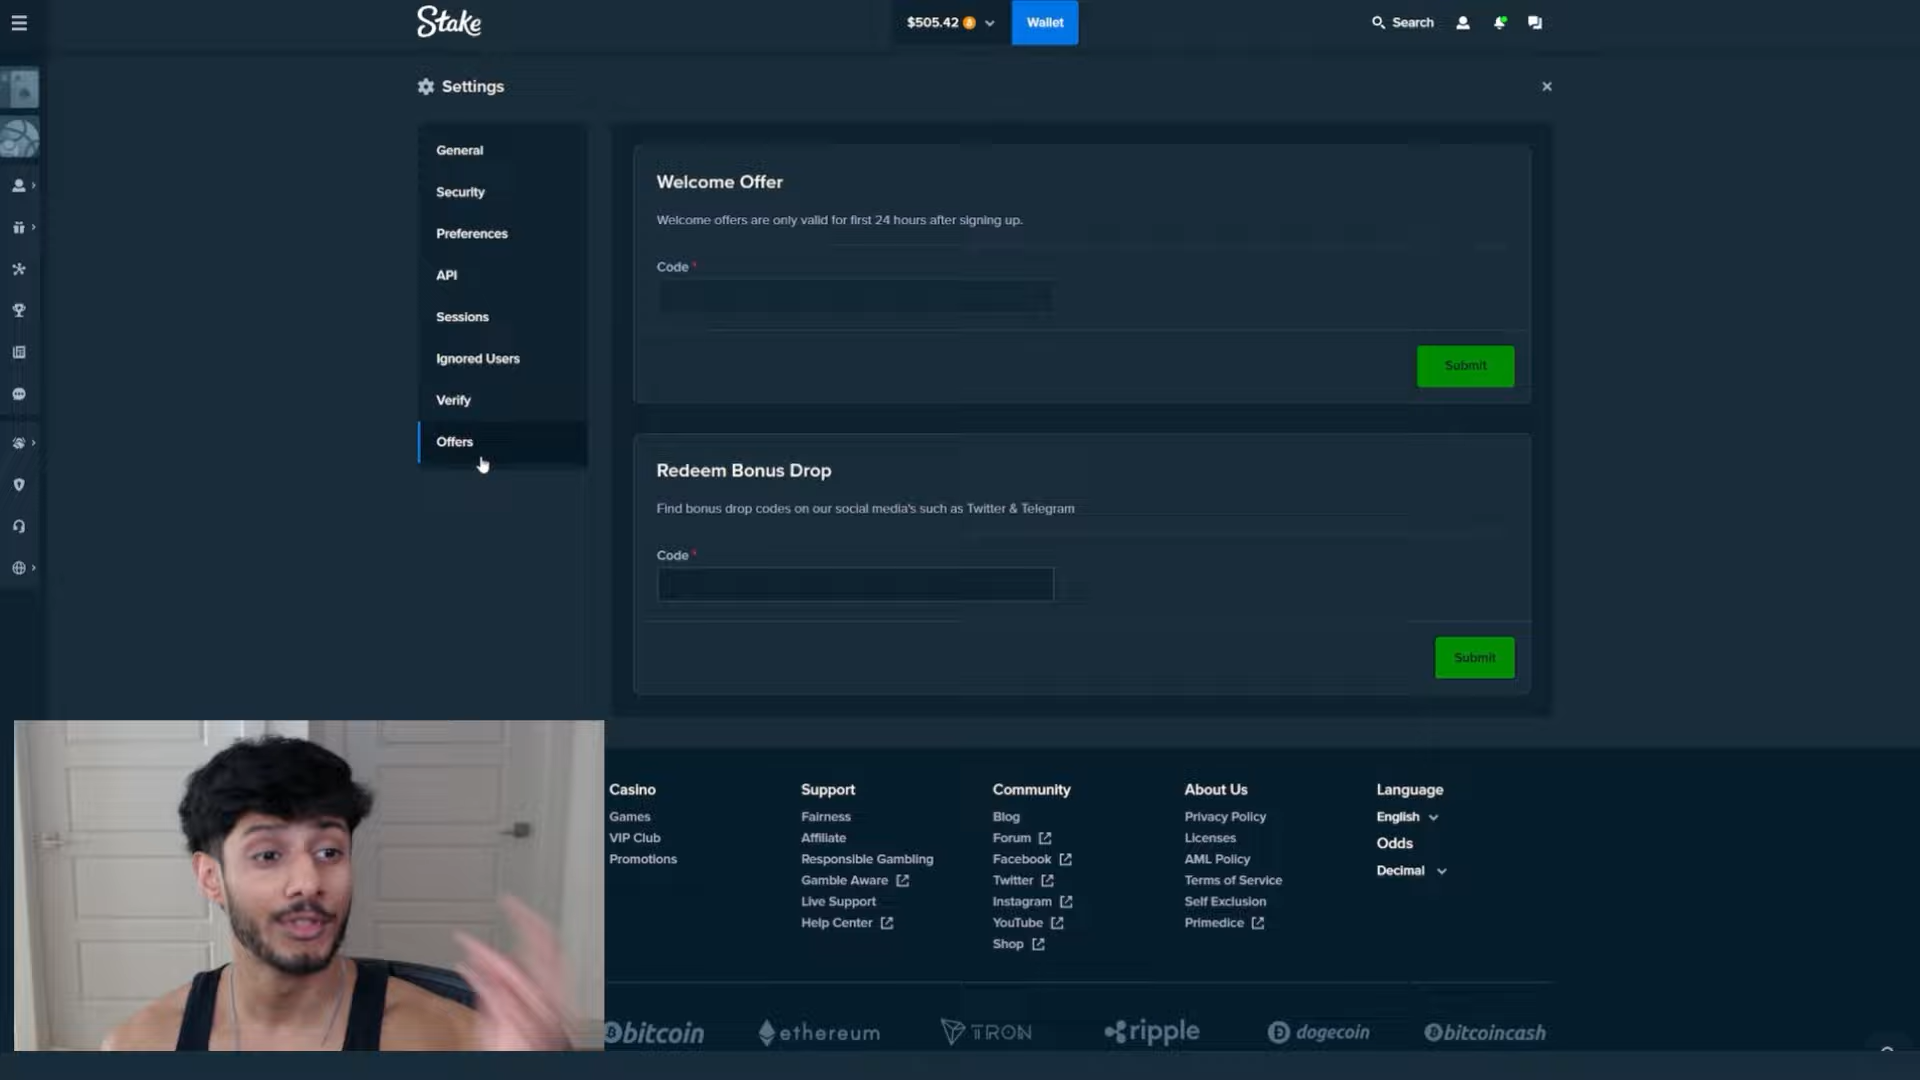 Stake
$505.42
Wallet
Search
Settings
General
Security
Preferences
API
Sessions
Ignored Users
Verify
Offers
Welcome Offer
Welcome offers are only valid for first 24 hours after signing up.
Code *
Submit
Redeem Bonus Drop
Find bonus drop codes on our social media's such as Twitter & Telegram
Code *
Submit
Casino
Games
VIP Club
Promotions
Support
Fairness
Affiliate
Responsible Gambling
Gamble Aware
Live Support
Help Center
Community
Blog
Forum
Facebook
Twitter
Instagram
YouTube
Shop
About Us
Privacy Policy
Licenses
AML Policy
Terms of Service
Self Exclusion
Primedice
Language
English
Odds
Decimal
bitcoin
ethereum
TRON
ripple
dogecoin
bitcoincash